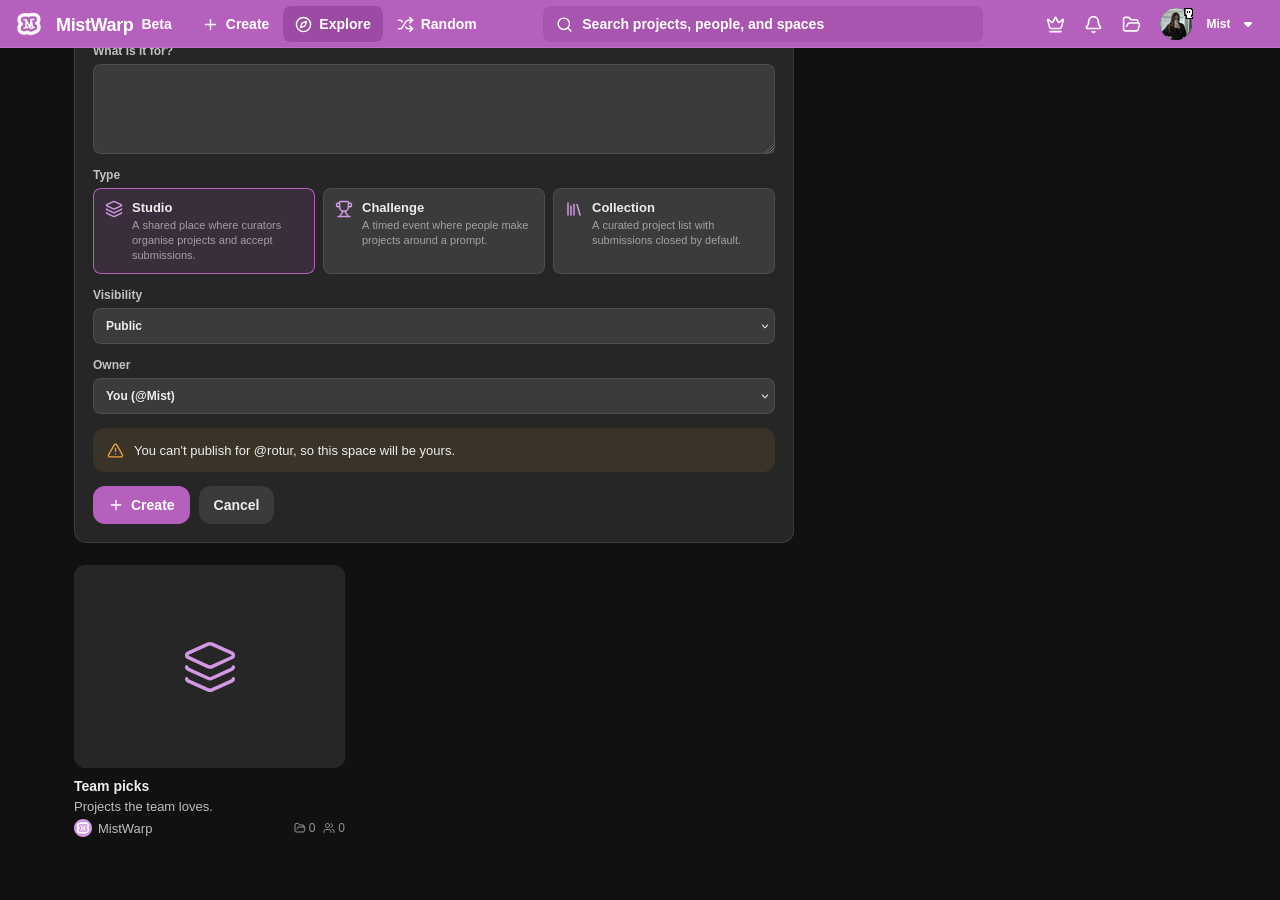 MistWarp Beta
Create
Explore
Random
Search projects, people, and spaces
Mist
What is it for?
Type
Studio
A shared place where curators
organise projects and accept
submissions.
Challenge
A timed event where people make
projects around a prompt.
Collection
A curated project list with
submissions closed by default.
Visibility
Public
Owner
You (@Mist)
You can't publish for @rotur, so this space will be yours.
Create
Cancel
Team picks
Projects the team loves.
MistWarp
0
0